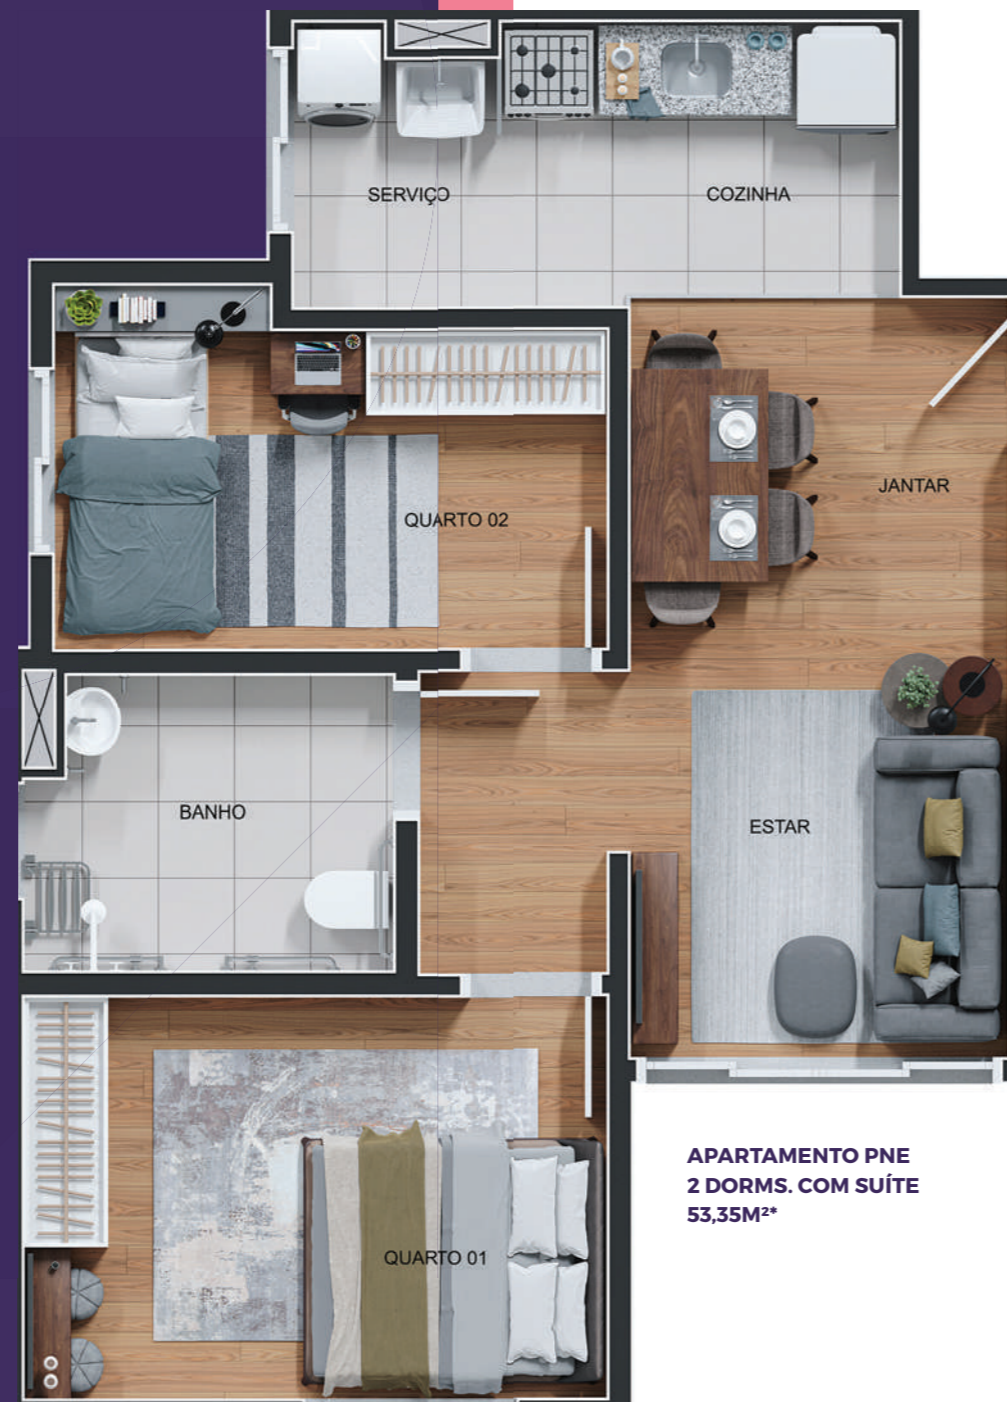 SERVIÇO
COZINHA
JANTAR
QUARTO 02
BANHO
ESTAR
QUARTO 01
APARTAMENTO PNE
2 DORMS. COM SUÍTE
53,35M²*